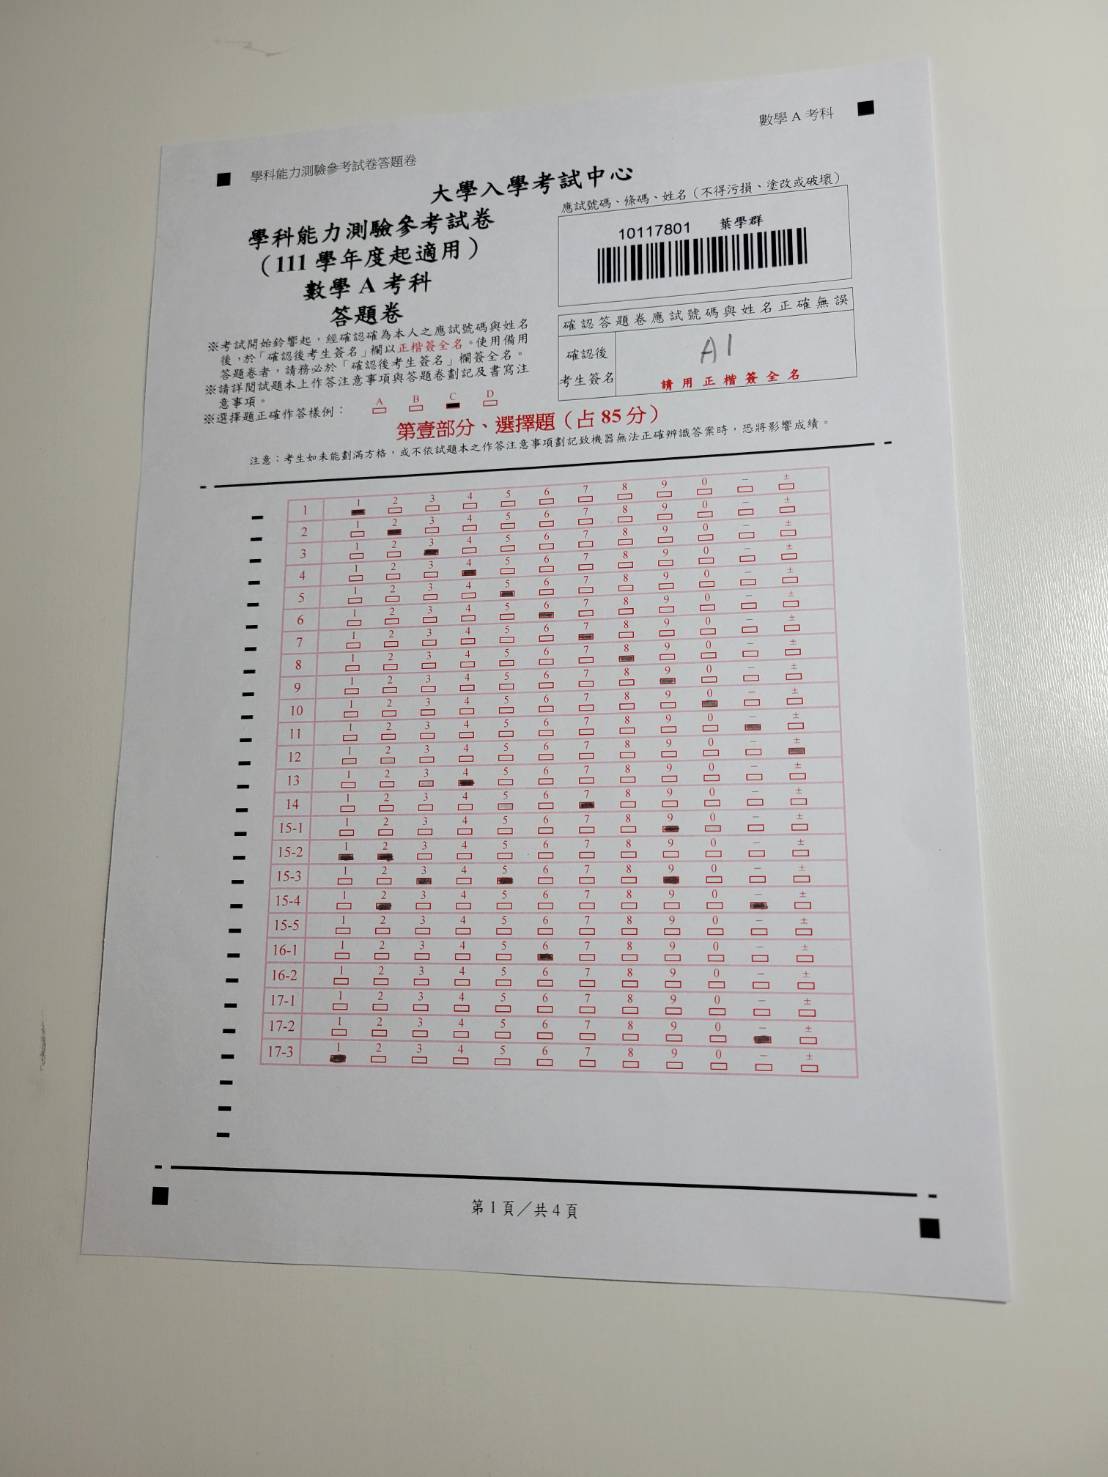 數學 A 考科
學科能力測驗參考試卷答題卷
大學入學考試中心
學科能力測驗參考試卷
（111 學年度起適用）
數學 A 考科
答題卷
應試號碼、條碼、姓名（不得污損、塗改或破壞）
10117801 葉學群
確認答題卷應試號碼與姓名正確無誤
確認後
考生簽名
A1
請用正楷簽全名
※考試開始鈴響起，經確認確為本人之應試號碼與姓名
後，於「確認後考生簽名」欄以正楷簽全名。使用備用
答題卷者，請務必於「確認後考生簽名」欄簽全名。
※請詳閱試題本上作答注意事項與答題卷劃記及書寫注
意事項。
※選擇題正確作答樣例：
A B C D
第壹部分、選擇題（占 85 分）
注意：考生如未能劃滿方格，或不依試題本之作答注意事項劃記致機器無法正確辨識答案時，恐將影響成績。
1 1 2 3 4 5 6 7 8 9 0 − ±
2 1 2 3 4 5 6 7 8 9 0 − ±
3 1 2 3 4 5 6 7 8 9 0 − ±
4 1 2 3 4 5 6 7 8 9 0 − ±
5 1 2 3 4 5 6 7 8 9 0 − ±
6 1 2 3 4 5 6 7 8 9 0 − ±
7 1 2 3 4 5 6 7 8 9 0 − ±
8 1 2 3 4 5 6 7 8 9 0 − ±
9 1 2 3 4 5 6 7 8 9 0 − ±
10 1 2 3 4 5 6 7 8 9 0 − ±
11 1 2 3 4 5 6 7 8 9 0 − ±
12 1 2 3 4 5 6 7 8 9 0 − ±
13 1 2 3 4 5 6 7 8 9 0 − ±
14 1 2 3 4 5 6 7 8 9 0 − ±
15-1 1 2 3 4 5 6 7 8 9 0 − ±
15-2 1 2 3 4 5 6 7 8 9 0 − ±
15-3 1 2 3 4 5 6 7 8 9 0 − ±
15-4 1 2 3 4 5 6 7 8 9 0 − ±
15-5 1 2 3 4 5 6 7 8 9 0 − ±
16-1 1 2 3 4 5 6 7 8 9 0 − ±
16-2 1 2 3 4 5 6 7 8 9 0 − ±
17-1 1 2 3 4 5 6 7 8 9 0 − ±
17-2 1 2 3 4 5 6 7 8 9 0 − ±
17-3 1 2 3 4 5 6 7 8 9 0 − ±
第 1 頁／共 4 頁